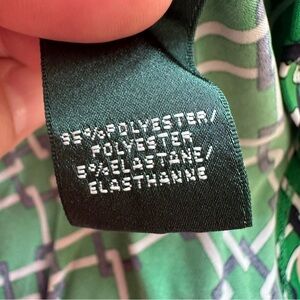 95%POLYESTER/
POLYESTER
5%ELASTANE/
ELASTHANNE